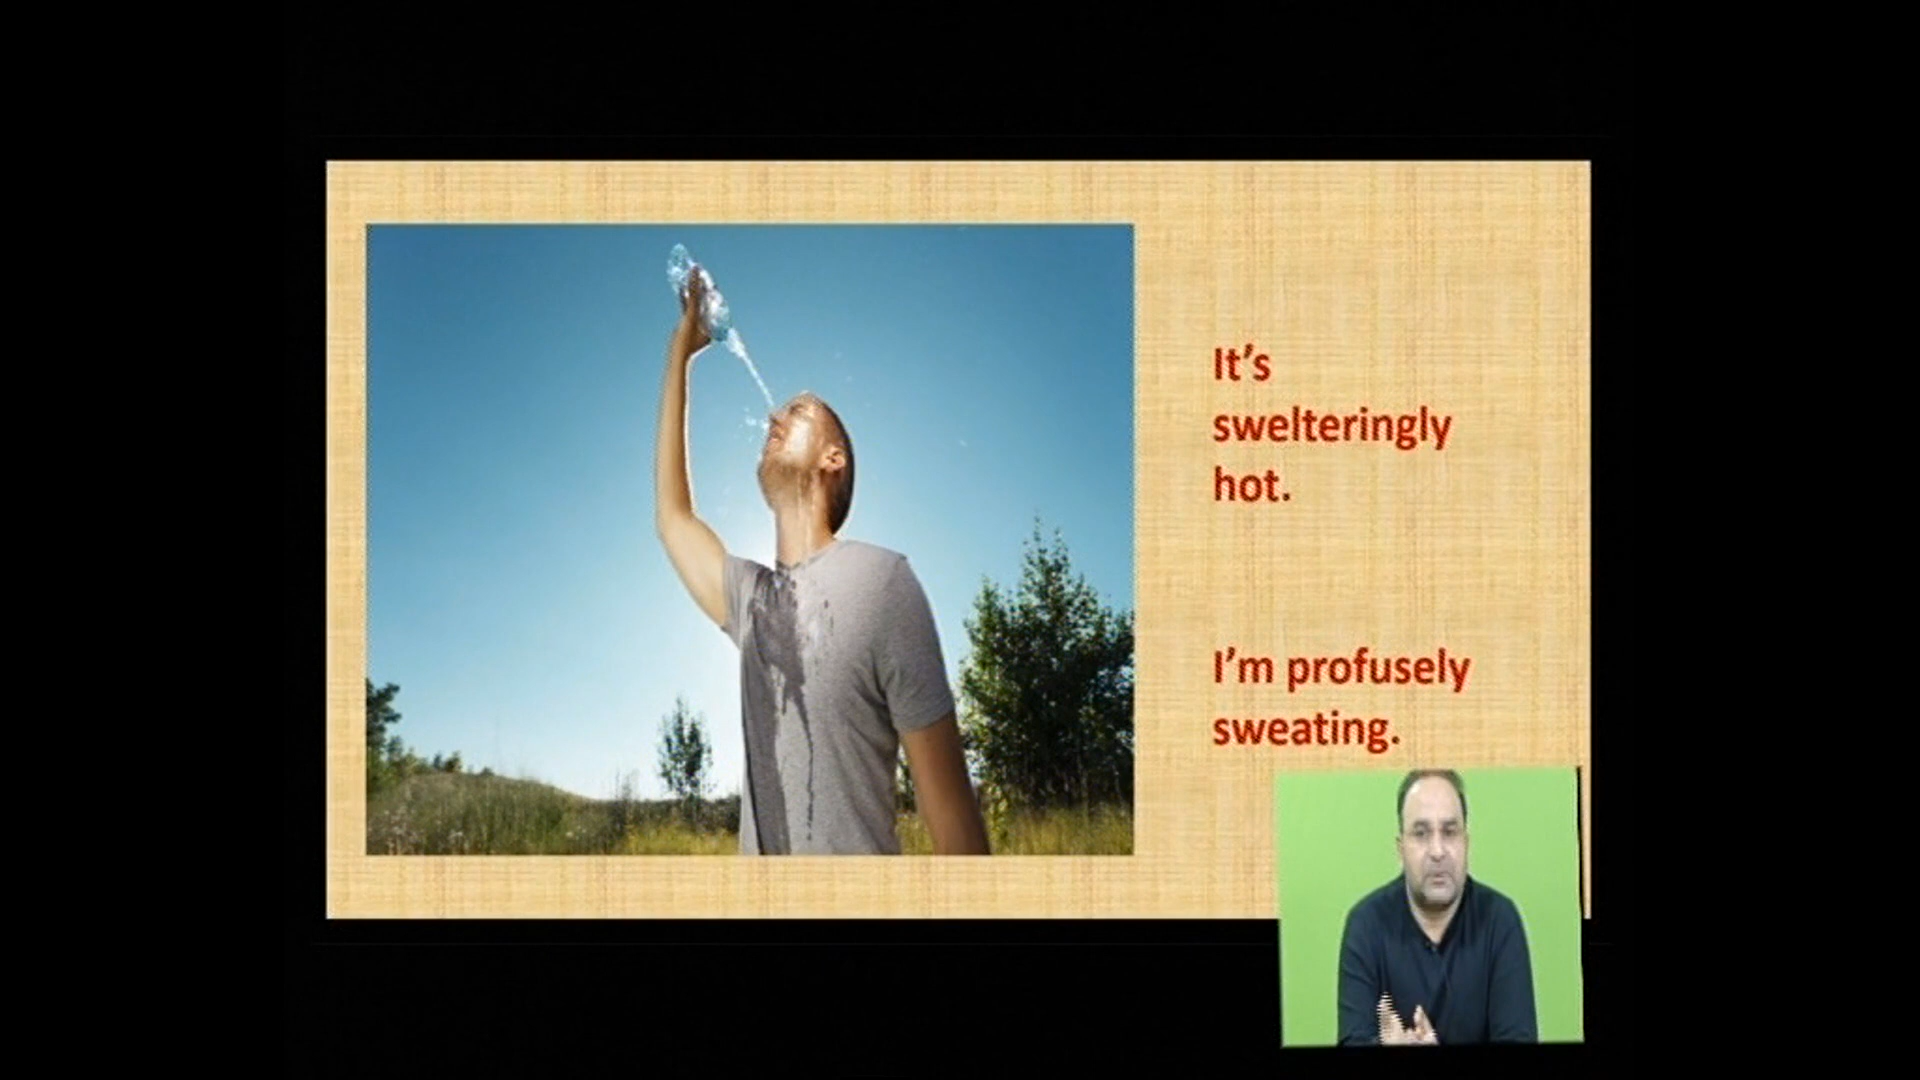 It’s
swelteringly
hot.
I’m profusely
sweating.